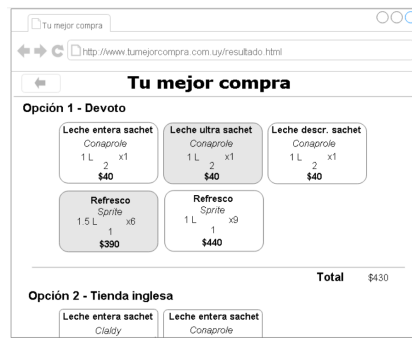 Tu mejor compra
http://www.tumejorcompra.com.uy/resultado.html
Tu mejor compra
Opción 1 - Devoto
Leche entera sachet
Conaprole
1 L x1
2
$40
Leche ultra sachet
Conaprole
1 L x1
2
$40
Leche descr. sachet
Conaprole
1 L x1
2
$40
Refresco
Sprite
1.5 L x6
1
$390
Refresco
Sprite
1 L x9
1
$440
Total $430
Opción 2 - Tienda inglesa
Leche entera sachet
Claldy
Leche entera sachet
Conaprole